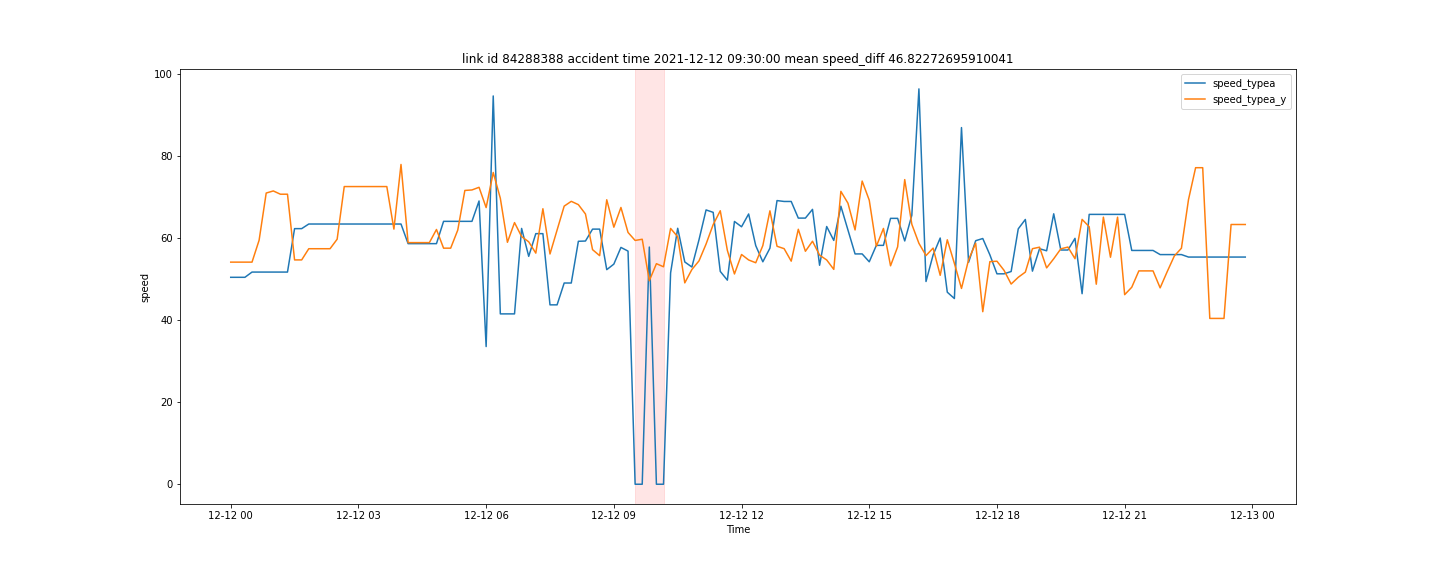 link id 84288388 accident time 2021-12-12 09:30:00 mean speed_diff 46.82272695910041
speed_typea
speed_typea_y
100
80
60
40
20
0
speed
12-12 00 12-12 03 12-12 06 12-12 09 12-12 12 12-12 15 12-12 18 12-12 21 12-13 00
Time